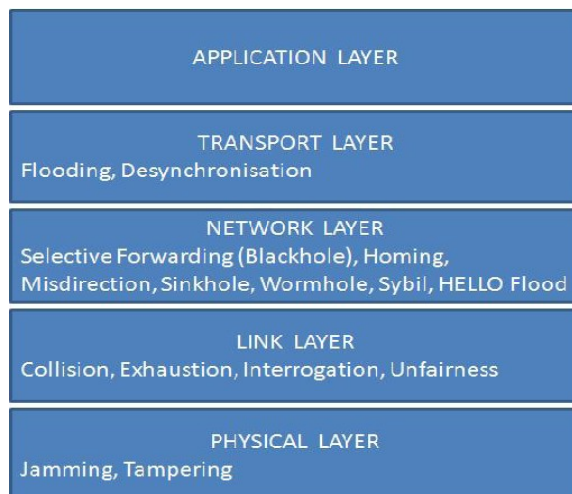 APPLICATION LAYER
TRANSPORT LAYER
Flooding, Desynchronisation
NETWORK LAYER
Selective Forwarding (Blackhole), Homing,
Misdirection, Sinkhole, Wormhole, Sybil, HELLO Flood
LINK LAYER
Collision, Exhaustion, Interrogation, Unfairness
PHYSICAL LAYER
Jamming, Tampering